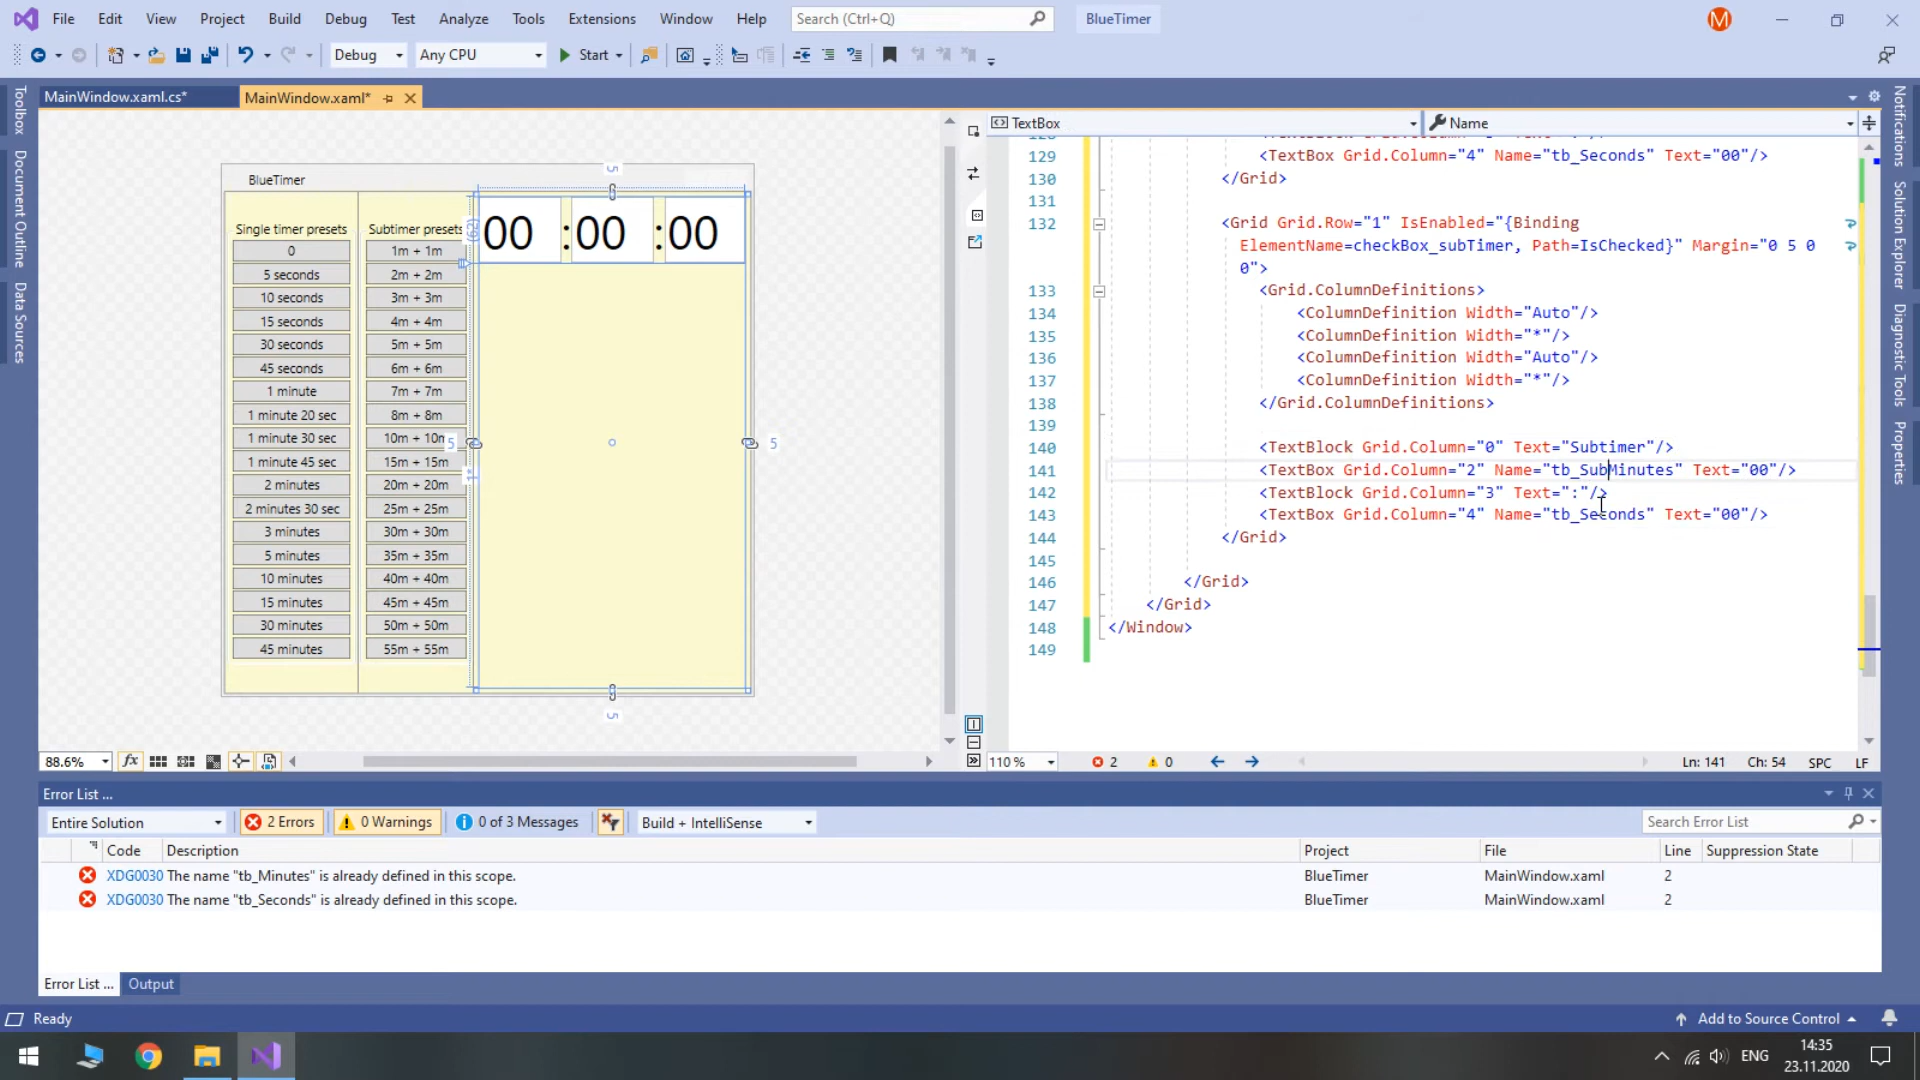 File Edit View Project Build Debug Test Analyze Tools Extensions Window Help Search (Ctrl+Q) BlueTimer M
Debug Any CPU Start
MainWindow.xaml.cs* MainWindow.xaml*
Toolbox
Document Outline
Data Sources
BlueTimer
Single timer presets
0
5 seconds
10 seconds
15 seconds
30 seconds
45 seconds
1 minute
1 minute 20 sec
1 minute 30 sec
1 minute 45 sec
2 minutes
2 minutes 30 sec
3 minutes
5 minutes
10 minutes
15 minutes
30 minutes
45 minutes
Subtimer presets
1m + 1m
2m + 2m
3m + 3m
4m + 4m
5m + 5m
6m + 6m
7m + 7m
8m + 8m
10m + 10m
15m + 15m
20m + 20m
25m + 25m
30m + 30m
35m + 35m
40m + 40m
45m + 45m
50m + 50m
55m + 55m
00 :00 :00
5
(62)
5
5
1*
5
88.6% fx
TextBox Name
129 <TextBox Grid.Column="4" Name="tb_Seconds" Text="00"/>
130 </Grid>
131
132 <Grid Grid.Row="1" IsEnabled="{Binding
ElementName=checkBox_subTimer, Path=IsChecked}" Margin="0 5 0
0">
133 <Grid.ColumnDefinitions>
134 <ColumnDefinition Width="Auto"/>
135 <ColumnDefinition Width="*"/>
136 <ColumnDefinition Width="Auto"/>
137 <ColumnDefinition Width="*"/>
138 </Grid.ColumnDefinitions>
139
140 <TextBlock Grid.Column="0" Text="Subtimer"/>
141 <TextBox Grid.Column="2" Name="tb_SubMinutes" Text="00"/>
142 <TextBlock Grid.Column="3" Text=":"/>
143 <TextBox Grid.Column="4" Name="tb_Seconds" Text="00"/>
144 </Grid>
145
146 </Grid>
147 </Grid>
148 </Window>
149
110 % 2 0 Ln: 141 Ch: 54 SPC LF
Notifications
Solution Explorer
Diagnostic Tools
Properties
Error List ...
Entire Solution 2 Errors 0 Warnings 0 of 3 Messages Build + IntelliSense Search Error List
Code Description Project File Line Suppression State
XDG0030 The name "tb_Minutes" is already defined in this scope. BlueTimer MainWindow.xaml 2
XDG0030 The name "tb_Seconds" is already defined in this scope. BlueTimer MainWindow.xaml 2
Error List ... Output
Ready Add to Source Control
ENG 14:35
23.11.2020